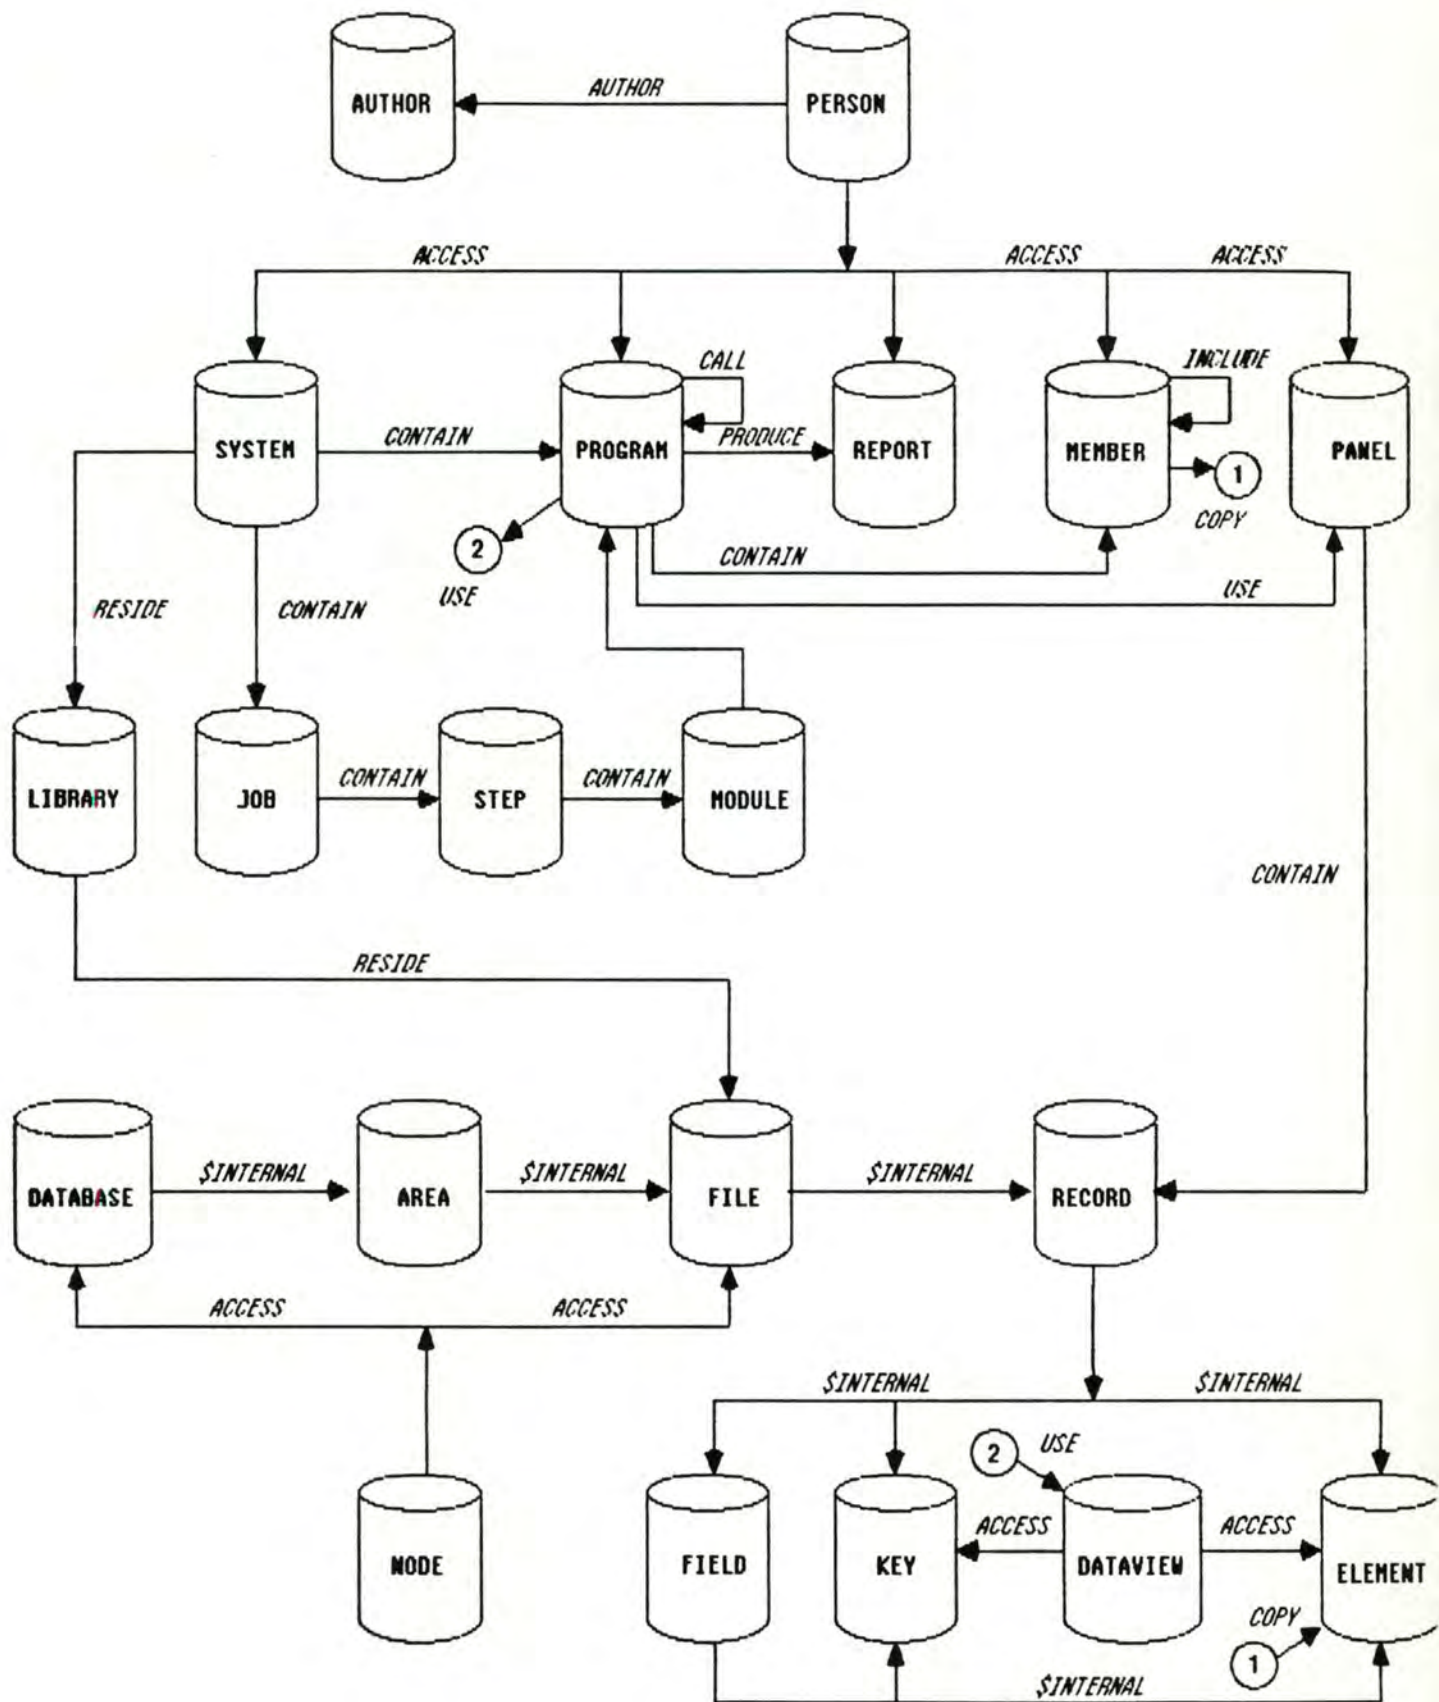 AUTHOR
AUTHOR
PERSON
ACCESS
ACCESS
ACCESS
CALL
INCLUDE
SYSTEM
CONTAIN
PROGRAM
PRODUCE
REPORT
MEMBER
1
PANEL
COPY
2
USE
CONTAIN
USE
RESIDE
CONTAIN
LIBRARY
JOB
CONTAIN
STEP
CONTAIN
MODULE
CONTAIN
RESIDE
DATABASE
$INTERNAL
AREA
$INTERNAL
FILE
$INTERNAL
RECORD
ACCESS
ACCESS
$INTERNAL
$INTERNAL
2
USE
NODE
FIELD
KEY
ACCESS
DATAVIEW
ACCESS
ELEMENT
COPY
1
$INTERNAL